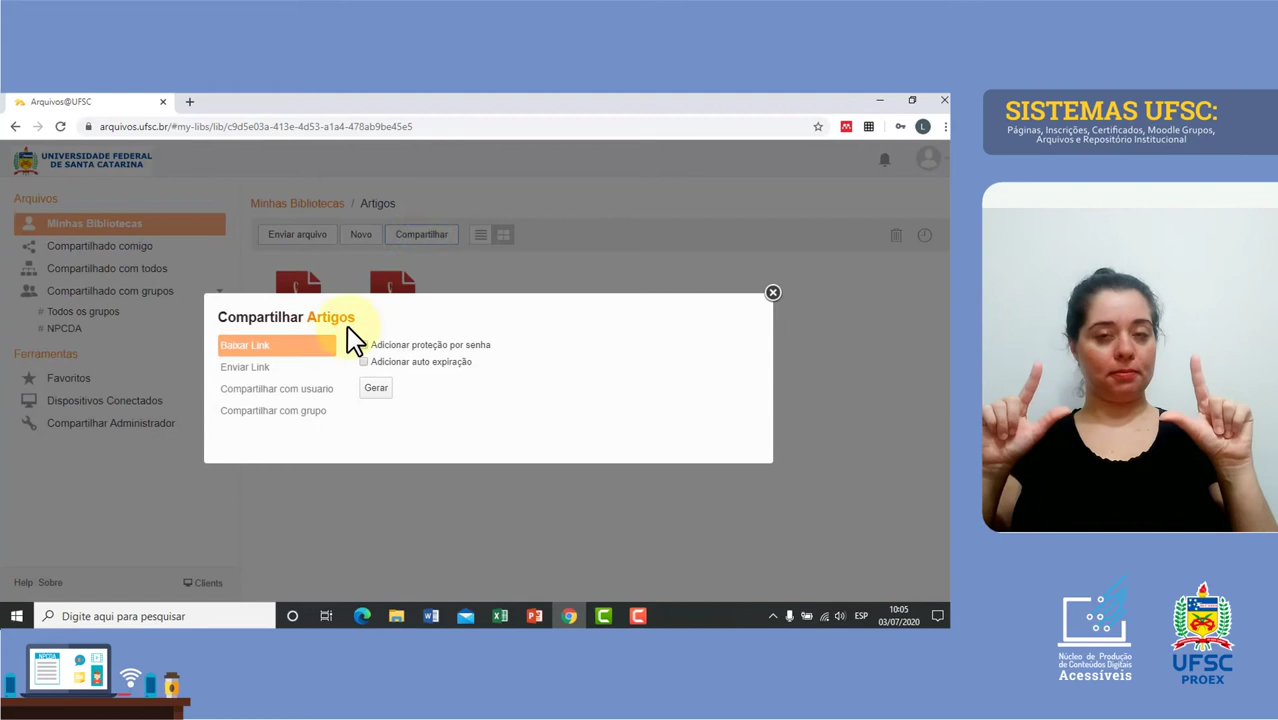 Arquivos@UFSC
arquivos.ufsc.br/#my-libs/lib/c9d5e03a-413e-4d53-a1a4-478ab9be45e5
L
UNIVERSIDADE FEDERAL
DE SANTA CATARINA
Arquivos
Minhas Bibliotecas
Compartilhado comigo
Compartilhado com todos
Compartilhado com grupos
# Todos os grupos
# NPCDA
Ferramentas
Favoritos
Dispositivos Conectados
Compartilhar Administrador
Help Sobre
Clients
Minhas Bibliotecas / Artigos
Enviar arquivo
Novo
Compartilhar
Compartilhar Artigos
Baixar Link
Enviar Link
Compartilhar com usuario
Compartilhar com grupo
Adicionar proteção por senha
Adicionar auto expiração
Gerar
Digite aqui para pesquisar
ESP
10:05
03/07/2020
SISTEMAS UFSC:
Páginas, Inscrições, Certificados, Moodle Grupos,
Arquivos e Repositório Institucional
NPCDA
Núcleo de Produção
de Conteúdos Digitais
Acessíveis
UFSC
PROEX